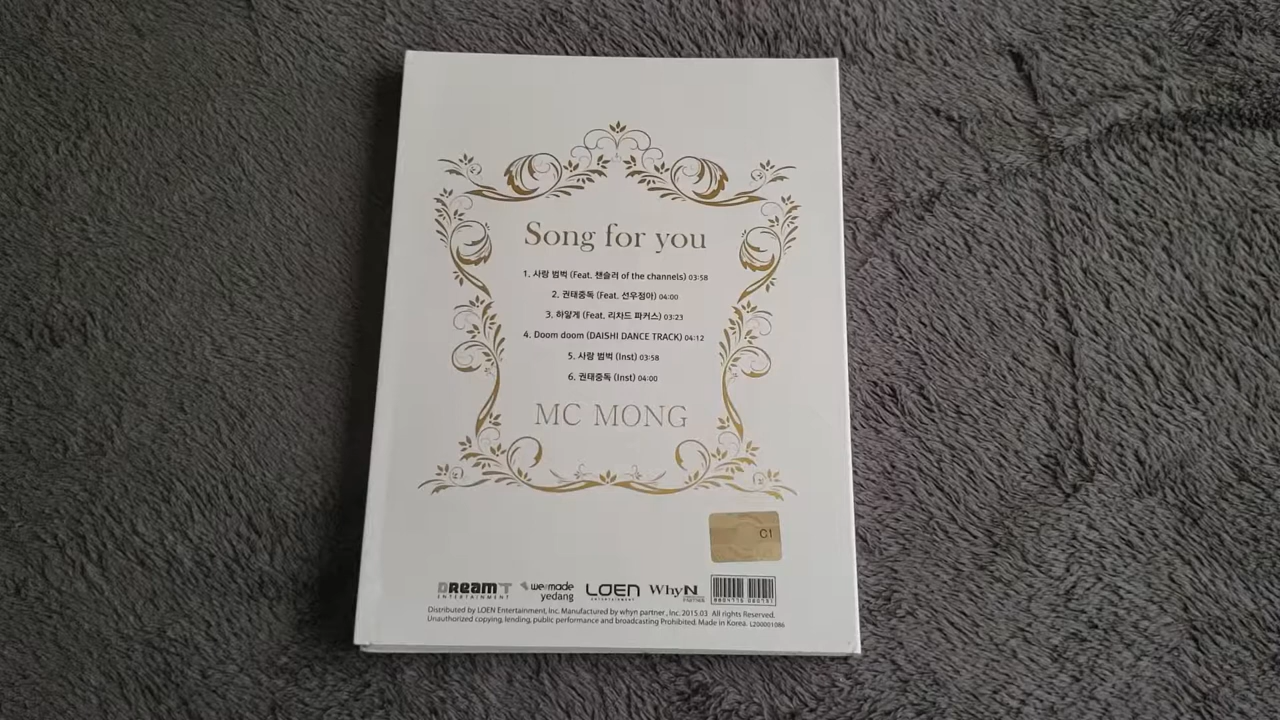 Song for you
1. 사랑 범벅 (Feat. 챈슬러 of the channels) 03:58
2. 권태중독 (Feat. 선우정아) 04:00
3. 하얗게 (Feat. 리차드 파커스) 03:23
4. Doom doom (DAISHI DANCE TRACK) 04:12
5. 사랑 범벅 (Inst) 03:58
6. 권태중독 (Inst) 04:00
MC MONG
C1
DREAM T ENTERTAINMENT
we made yedang
LOEN ENTERTAINMENT
WhyN PARTNER
Distributed by LOEN Entertainment, Inc. Manufactured by whyn partner, Inc. 2015.03 All rights Reserved.
Unauthorized copying, lending, public performance and broadcasting Prohibited. Made in Korea. L200001086